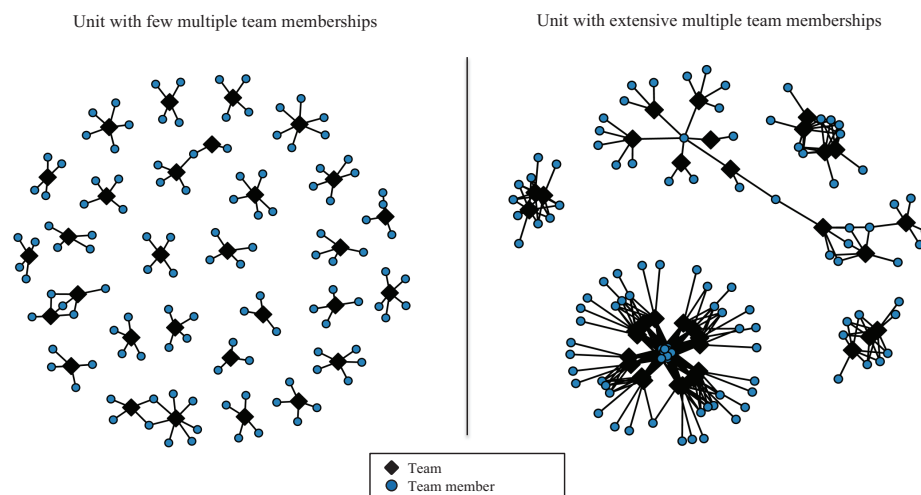 Unit with few multiple team memberships
Unit with extensive multiple team memberships
Team
Team member